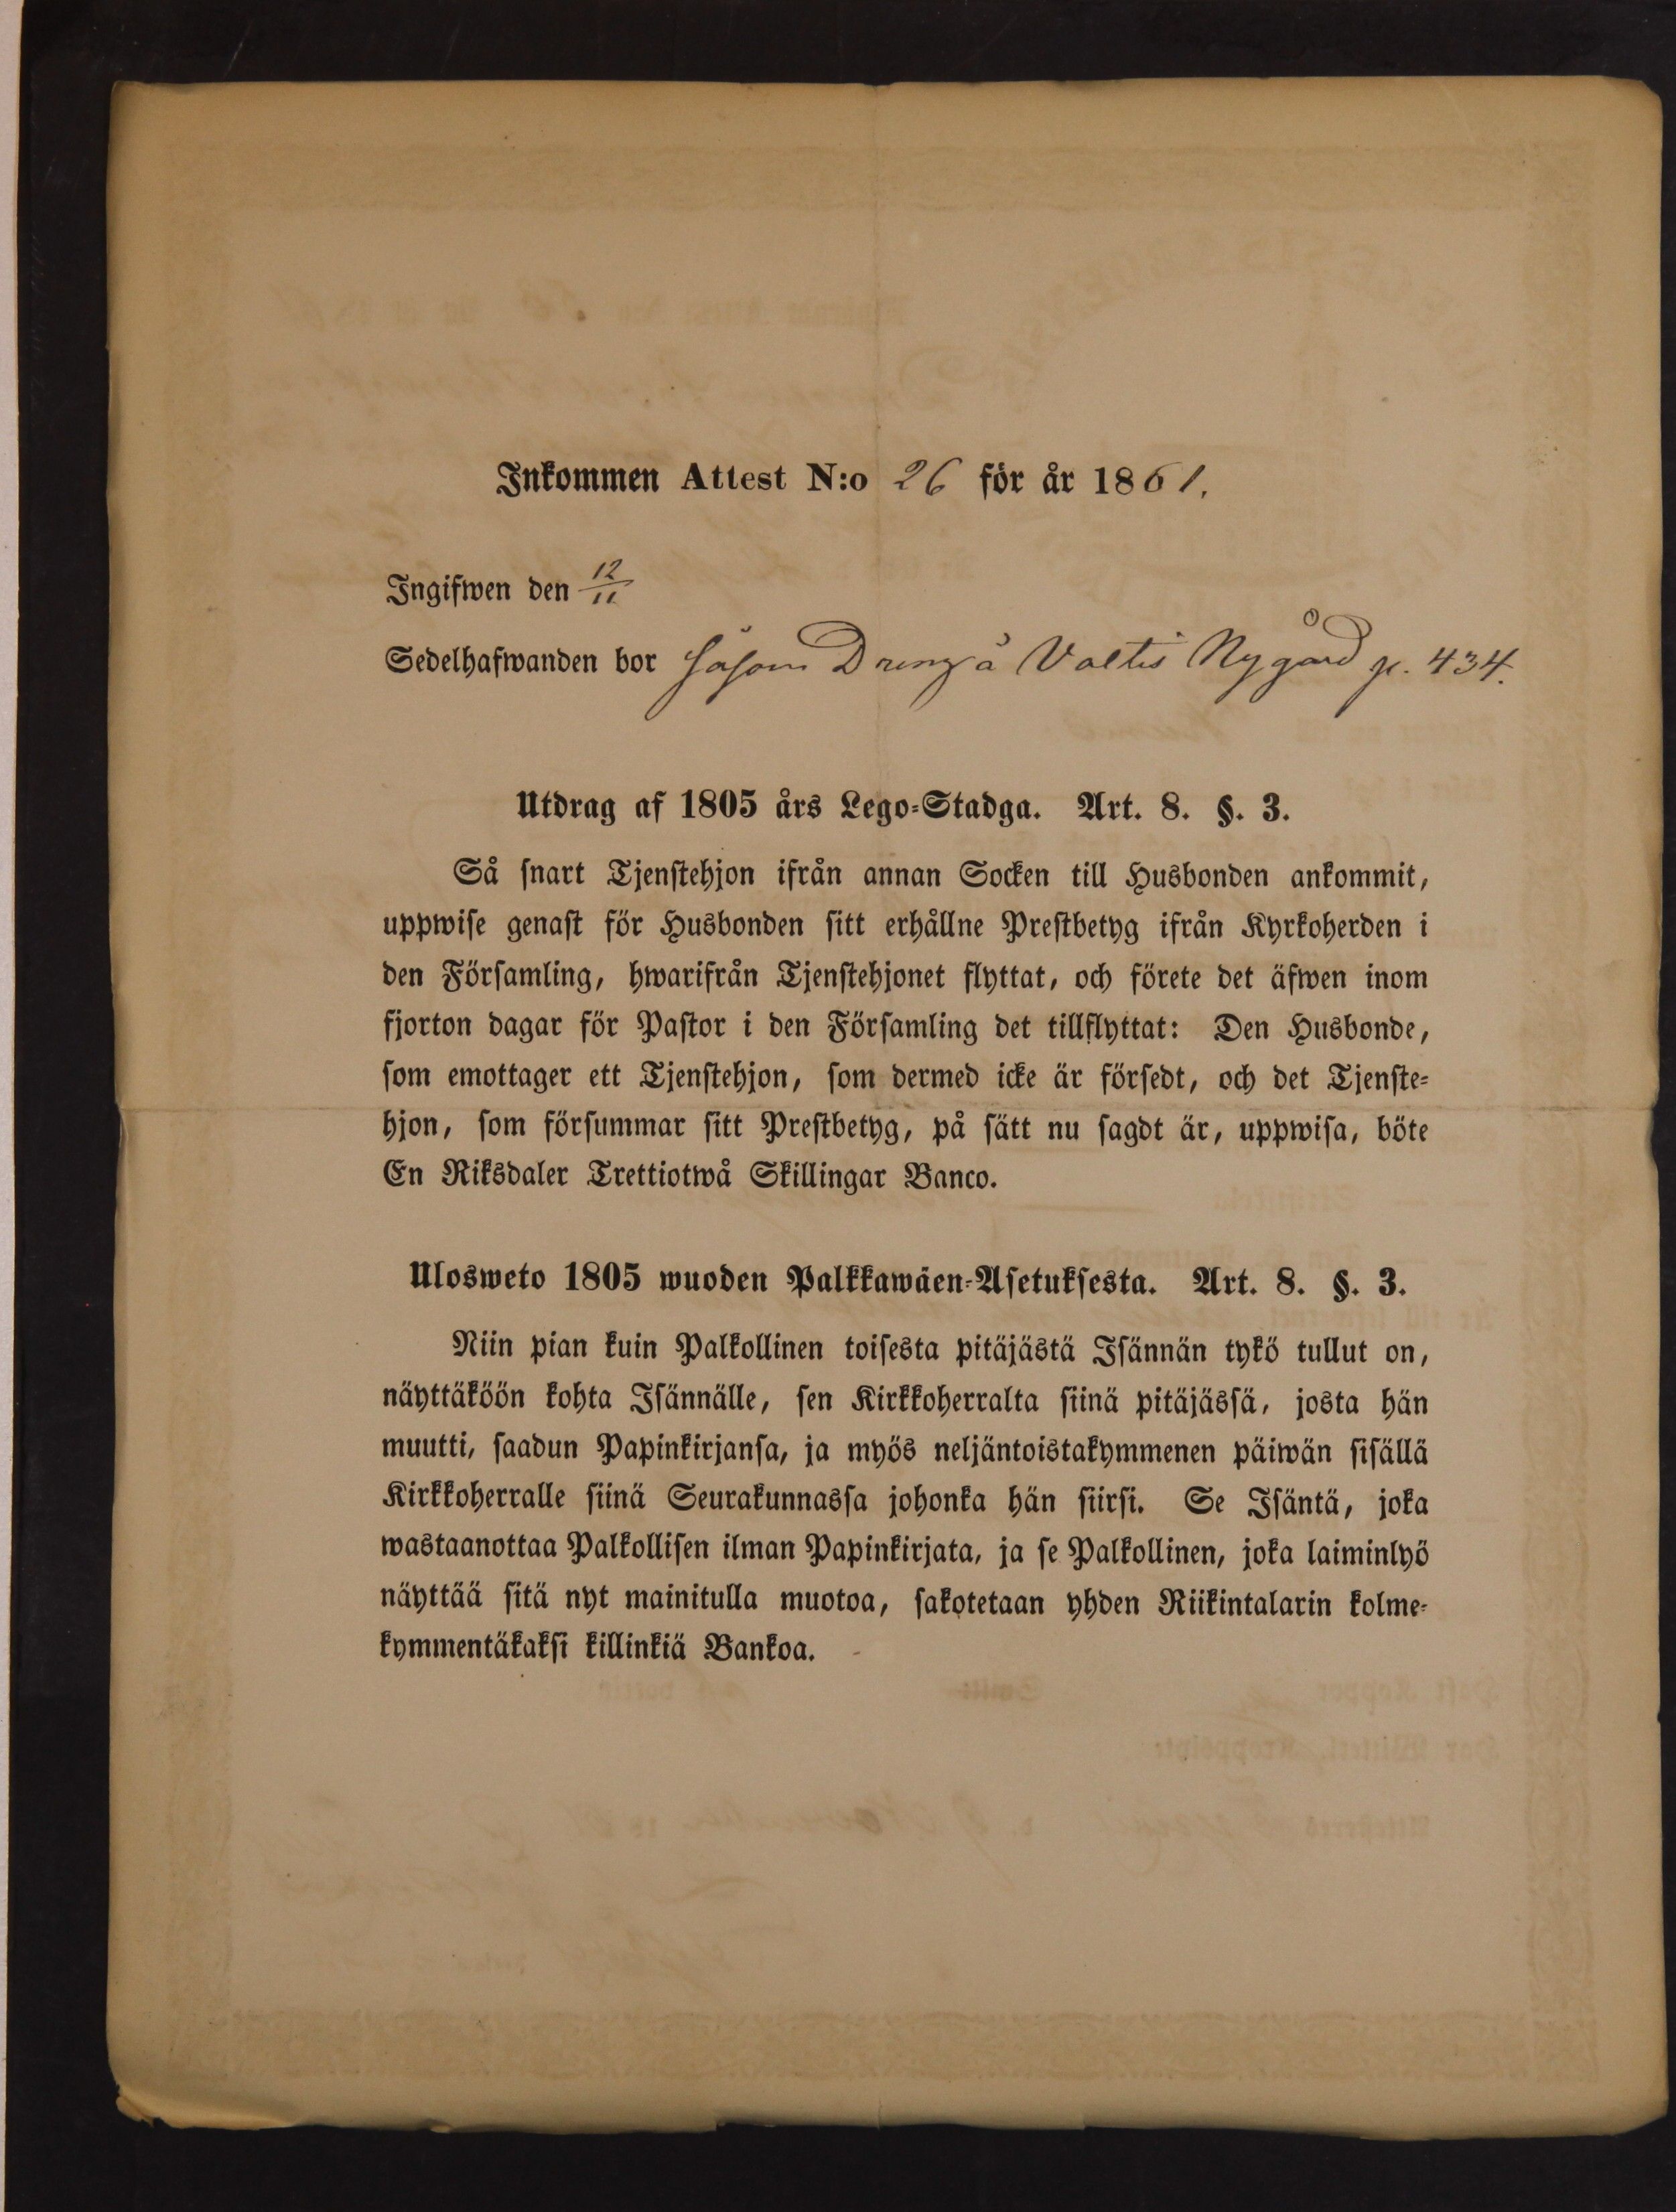 Inkommen Attest N:o 26 för år 1861.
Ingifwen den 12/11
Sedelhafwanden bor såsom Dreng å Valtis Nygård p. 434.
Utdrag af 1805 års Lego-Stadga. Art. 8. §. 3.
Så snart Tjenstehjon ifrån annan Socken till Husbonden ankommit,
uppwise genast för Husbonden sitt erhållne Prestbetyg ifrån Kyrkoherden i
den Församling, hwarifrån Tjenstehjonet flyttat, och förete det äfwen inom
fjorton dagar för Pastor i den Församling det tillflyttat: Den Husbonde,
som emottager ett Tjenstehjon, som dermed icke är försedt, och det Tjenste-
hjon, som försummar sitt Prestbetyg, på sätt nu sagdt är, uppwisa, böte
En Riksdaler Trettiotwå Skillingar Banco.
Ulosweto 1805 wuoden Palkkawäen-Asetuksesta. Art. 8. §. 3.
Niin pian kuin Palkollinen toisesta pitäjästä Isännän tykö tullut on,
näyttäköön kohta Isännälle, sen Kirkkoherralta siinä pitäjässä, josta hän
muutti, saadun Papinkirjansa, ja myös neljäntoistakymmenen päiwän sisällä
Kirkkoherralle siinä Seurakunnassa johonka hän siirsi. Se Isäntä, joka
wastaanottaa Palkollisen ilman Papinkirjata, ja se Palkollinen, joka laiminlyö
näyttää sitä nyt mainitulla muotoa, sakotetaan yhden Riikintalarin kolme-
kymmentäkaksi killinkiä Bankoa.